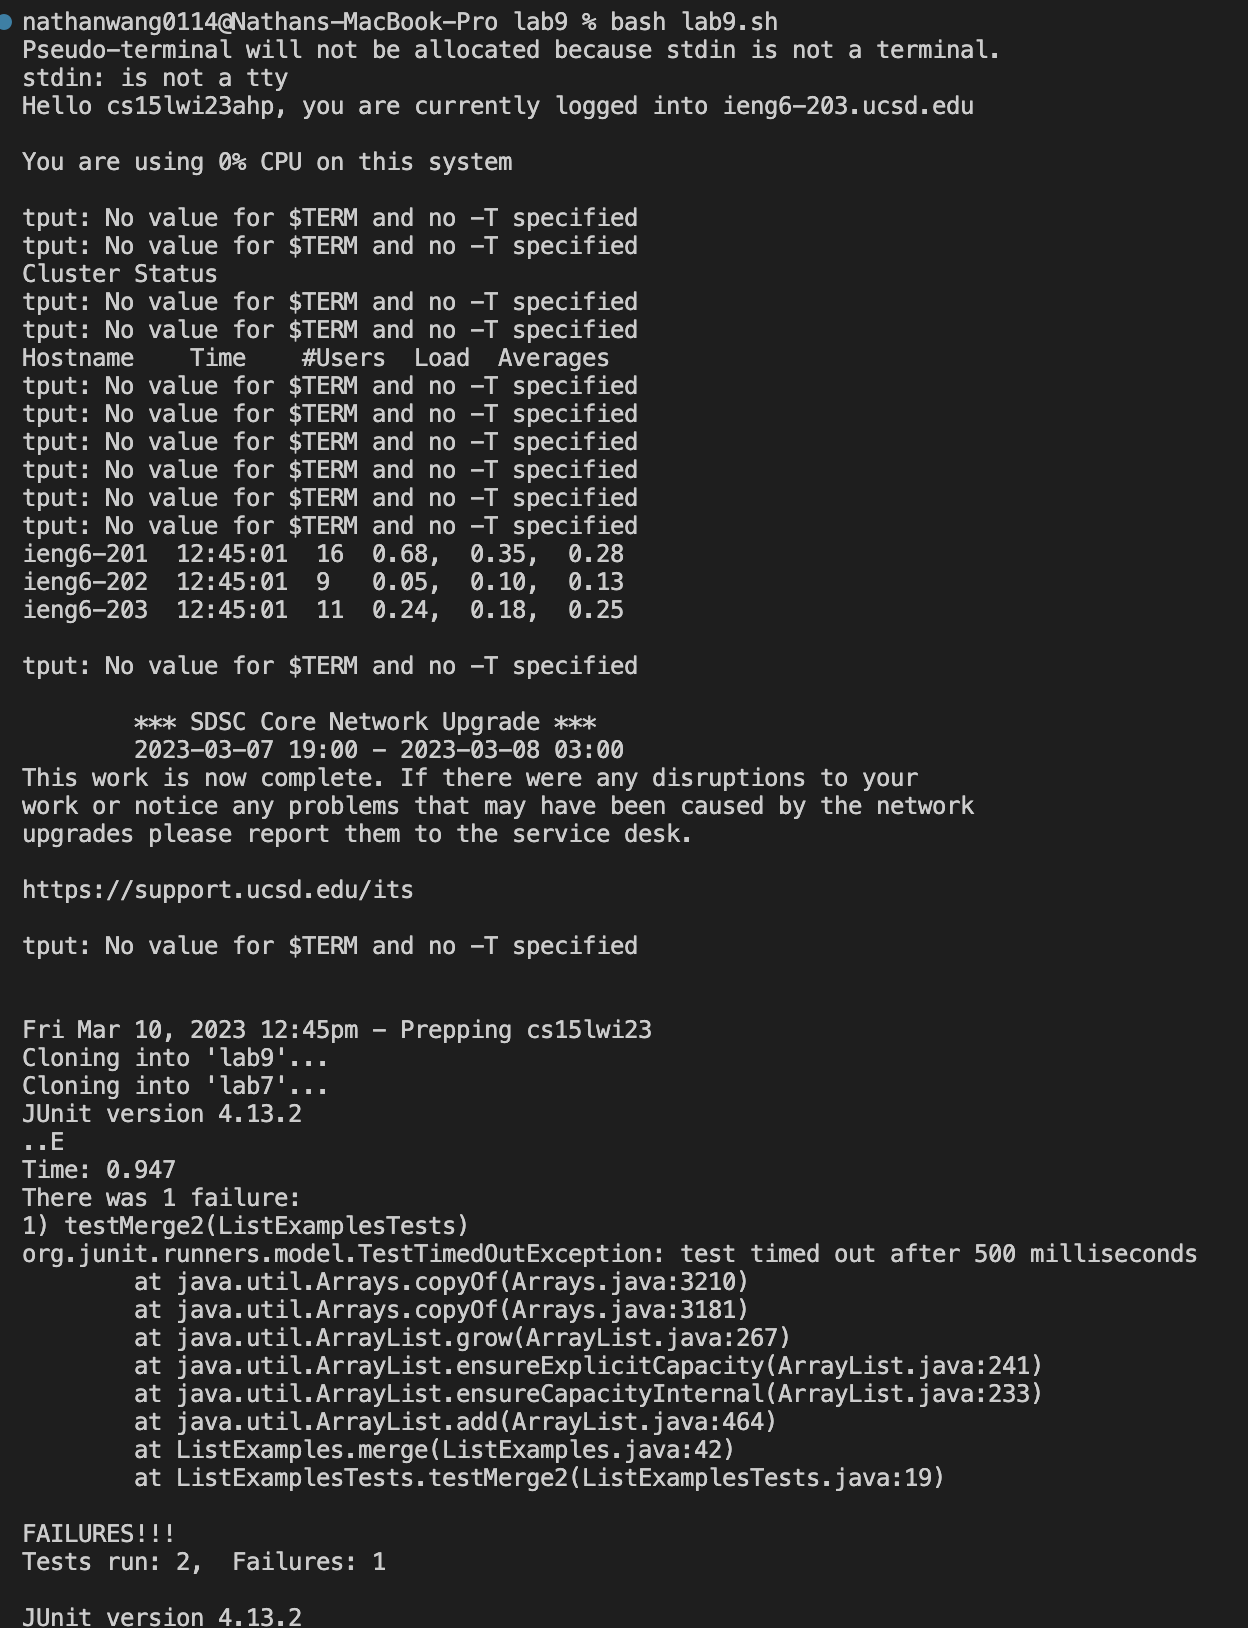 nathanwang0114@Nathans-MacBook-Pro lab9 % bash lab9.sh
Pseudo-terminal will not be allocated because stdin is not a terminal.
stdin: is not a tty
Hello cs15lwi23ahp, you are currently logged into ieng6-203.ucsd.edu

You are using 0% CPU on this system

tput: No value for $TERM and no -T specified
tput: No value for $TERM and no -T specified
Cluster Status
tput: No value for $TERM and no -T specified
tput: No value for $TERM and no -T specified
Hostname    Time    #Users  Load  Averages
tput: No value for $TERM and no -T specified
tput: No value for $TERM and no -T specified
tput: No value for $TERM and no -T specified
tput: No value for $TERM and no -T specified
tput: No value for $TERM and no -T specified
tput: No value for $TERM and no -T specified
ieng6-201  12:45:01  16  0.68,  0.35,  0.28
ieng6-202  12:45:01  9   0.05,  0.10,  0.13
ieng6-203  12:45:01  11  0.24,  0.18,  0.25

tput: No value for $TERM and no -T specified

        *** SDSC Core Network Upgrade ***
        2023-03-07 19:00 - 2023-03-08 03:00
This work is now complete. If there were any disruptions to your
work or notice any problems that may have been caused by the network
upgrades please report them to the service desk.

https://support.ucsd.edu/its

tput: No value for $TERM and no -T specified


Fri Mar 10, 2023 12:45pm - Prepping cs15lwi23
Cloning into 'lab9'...
Cloning into 'lab7'...
JUnit version 4.13.2
..E
Time: 0.947
There was 1 failure:
1) testMerge2(ListExamplesTests)
org.junit.runners.model.TestTimedOutException: test timed out after 500 milliseconds
        at java.util.Arrays.copyOf(Arrays.java:3210)
        at java.util.Arrays.copyOf(Arrays.java:3181)
        at java.util.ArrayList.grow(ArrayList.java:267)
        at java.util.ArrayList.ensureExplicitCapacity(ArrayList.java:241)
        at java.util.ArrayList.ensureCapacityInternal(ArrayList.java:233)
        at java.util.ArrayList.add(ArrayList.java:464)
        at ListExamples.merge(ListExamples.java:42)
        at ListExamplesTests.testMerge2(ListExamplesTests.java:19)

FAILURES!!!
Tests run: 2,  Failures: 1

JUnit version 4.13.2